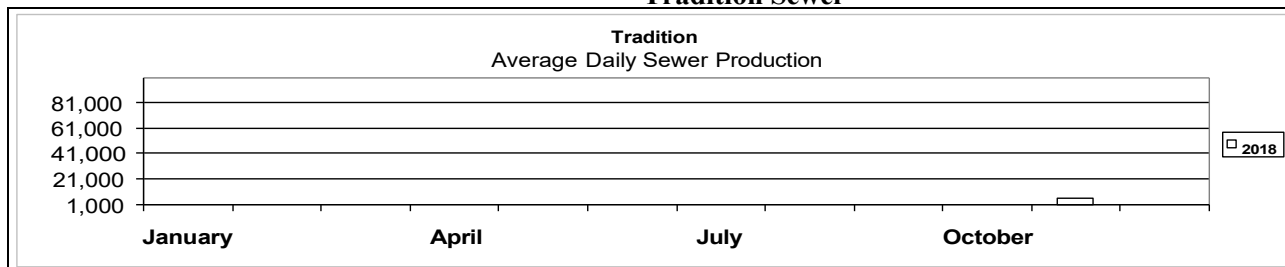 Tradition Sewer
Tradition
Average Daily Sewer Production
81,000
61,000
41,000
21,000
1,000
2018
January April July October